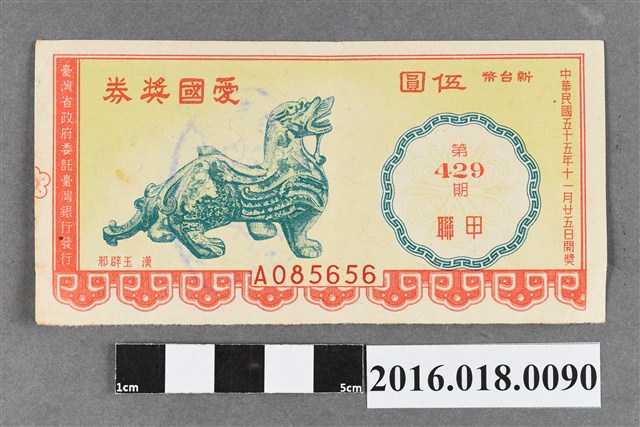 愛國獎券
新台幣 伍圓
中華民國五十五年十一月廿五日開獎
臺灣省政府委託臺灣銀行發行
第
429
期
甲聯
漢玉辟邪
A085656
1cm 5cm
2016.018.0090